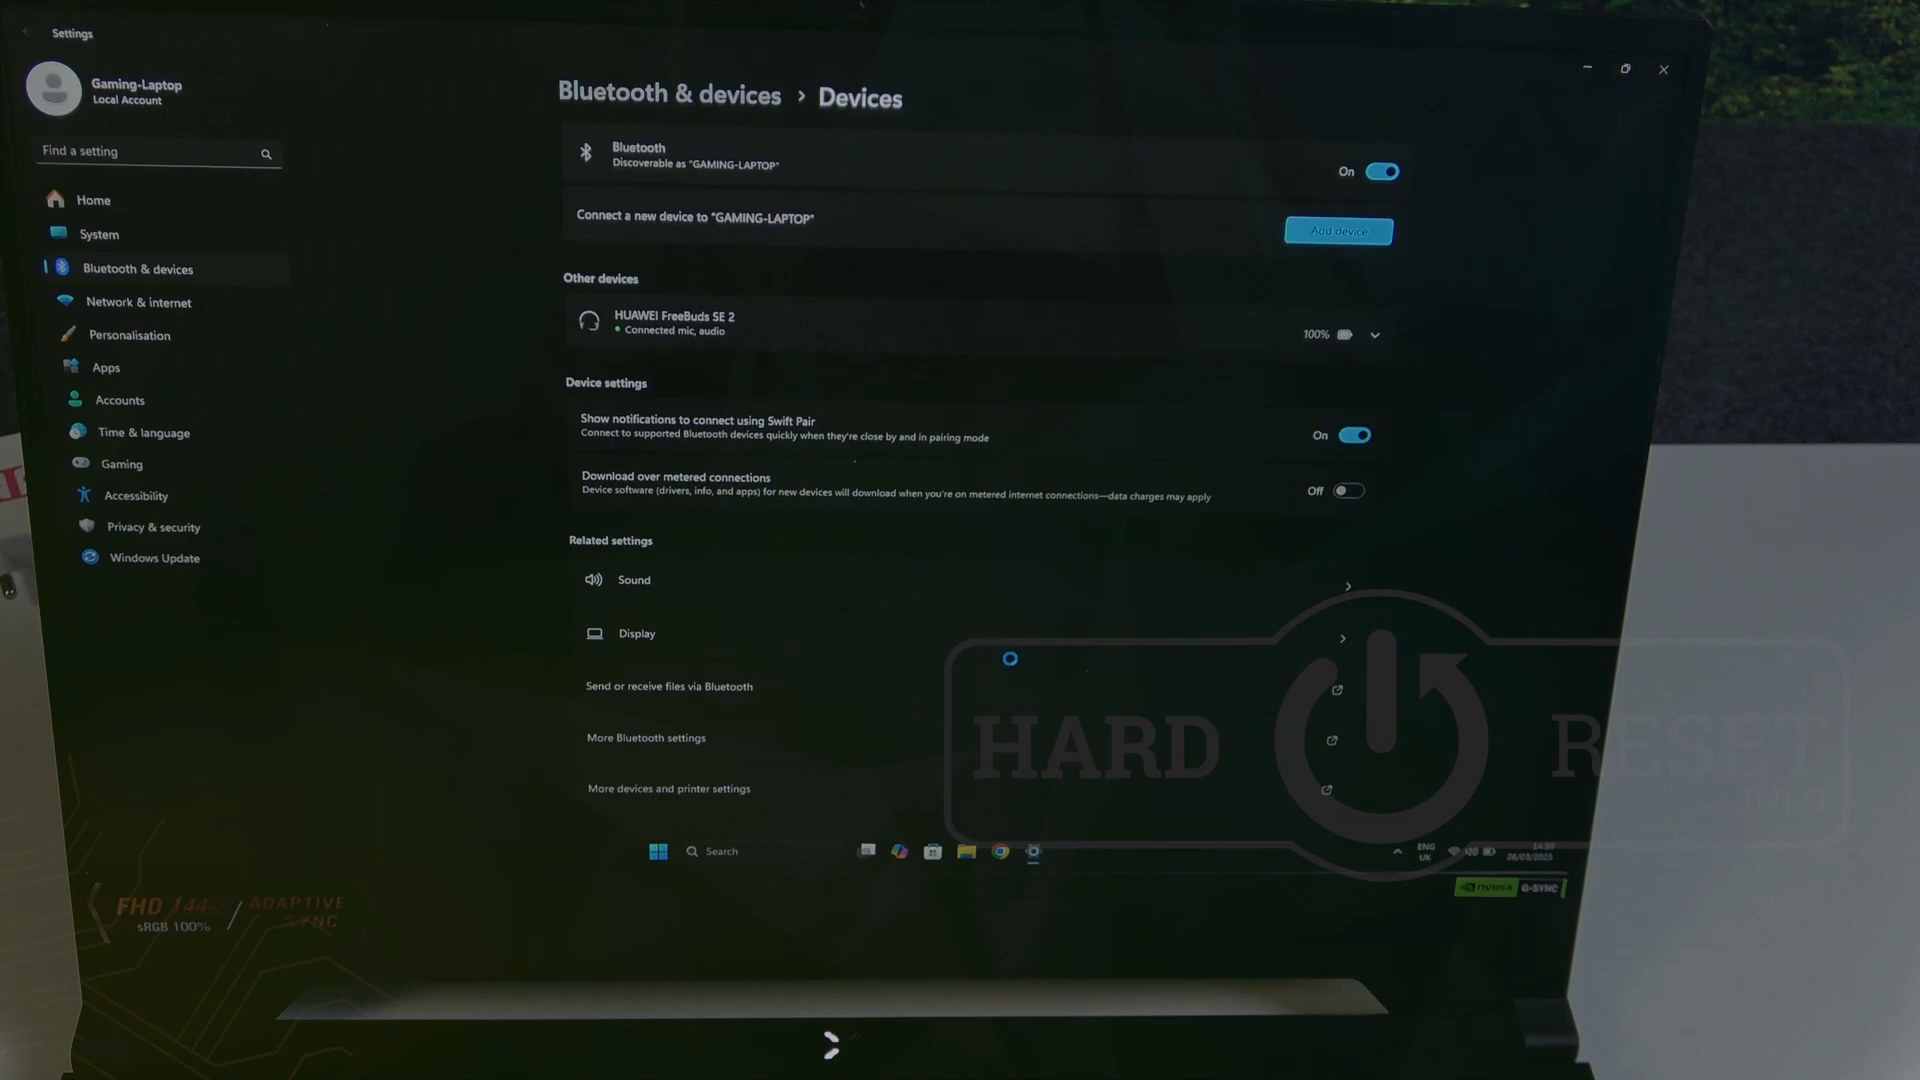 Settings
Gaming-Laptop
Local Account
Find a setting
Home
System
Bluetooth & devices
Network & internet
Personalisation
Apps
Accounts
Time & language
Gaming
Accessibility
Privacy & security
Windows Update
Bluetooth & devices › Devices
Bluetooth
Discoverable as "GAMING-LAPTOP"
On
Connect a new device to "GAMING-LAPTOP"
Add device
Other devices
HUAWEI FreeBuds SE 2
Connected mic, audio
100%
Device settings
Show notifications to connect using Swift Pair
Connect to supported Bluetooth devices quickly when they're close by and in pairing mode
On
Download over metered connections
Device software (drivers, info, and apps) for new devices will download when you're on metered internet connections—data charges may apply
Off
Related settings
Sound
Display
Send or receive files via Bluetooth
More Bluetooth settings
More devices and printer settings
HARD RESET
INFO
Search
ENG
UK
26/03/2025
NVIDIA G-SYNC
FHD 144Hz / ADAPTIVE SYNC
sRGB 100%